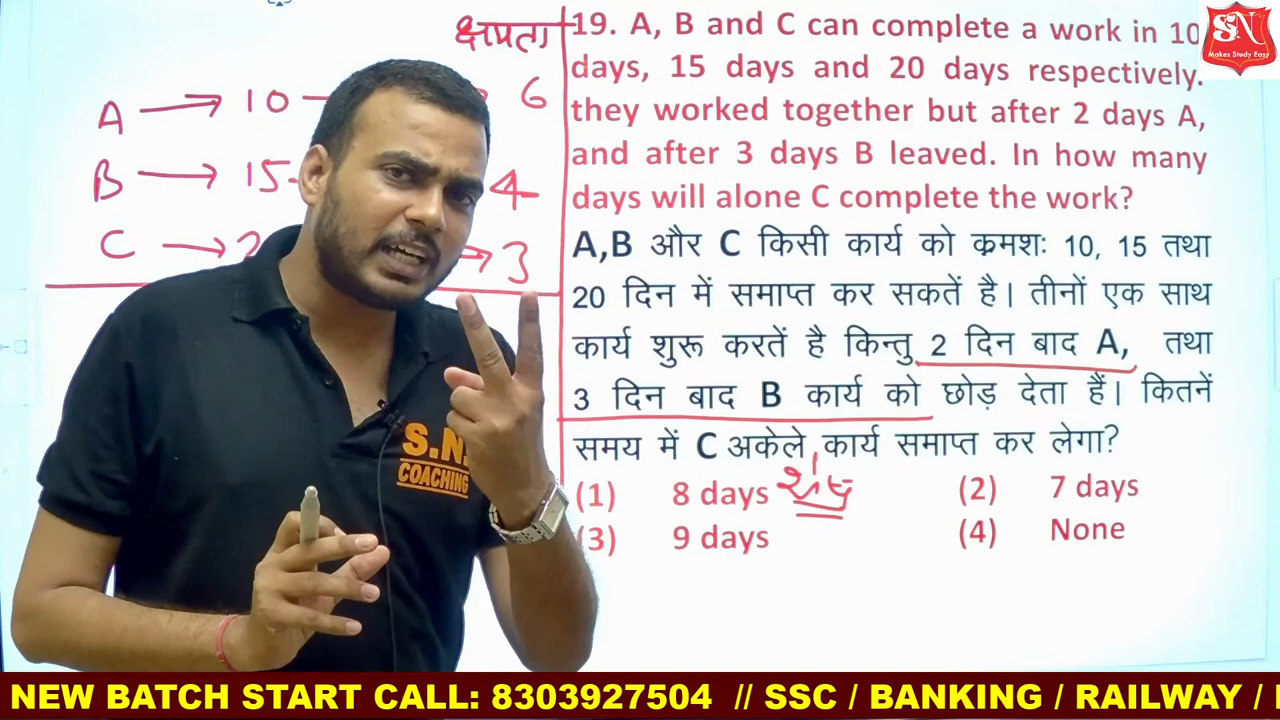 क्षमता
A → 10 6
B → 15 4
C → 2 → 3
19. A, B and C can complete a work in 10
days, 15 days and 20 days respectively.
they worked together but after 2 days A,
and after 3 days B leaved. In how many
days will alone C complete the work?
A,B और C किसी कार्य को क्रमशः 10, 15 तथा
20 दिन में समाप्त कर सकतें है। तीनों एक साथ
कार्य शुरू करतें है किन्तु 2 दिन बाद A, तथा
3 दिन बाद B कार्य को छोड़ देता हैं। कितनें
समय में C अकेले कार्य समाप्त कर लेगा?
शेष
(1) 8 days (2) 7 days
(3) 9 days (4) None
SN
Makes Study Easy
S.N.
COACHING
NEW BATCH START CALL: 8303927504 // SSC / BANKING / RAILWAY /